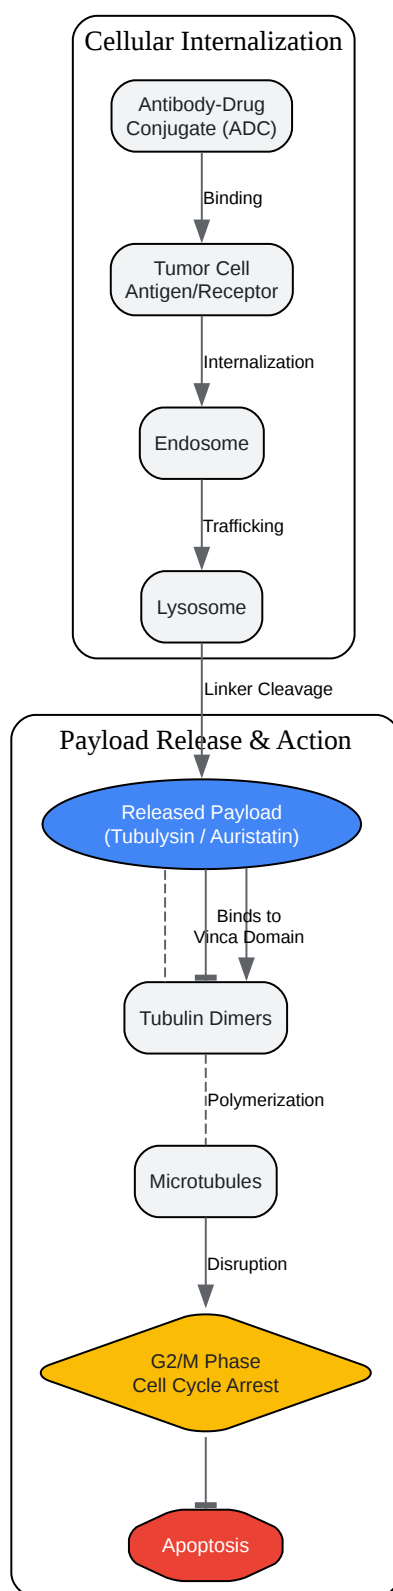 Cellular Internalization
Antibody-Drug
Conjugate (ADC)
Binding
Tumor Cell
Antigen/Receptor
Internalization
Endosome
Trafficking
Lysosome
Linker Cleavage
Payload Release & Action
Released Payload
(Tubulysin / Auristatin)
Binds to
Vinca Domain
Tubulin Dimers
Polymerization
Microtubules
Disruption
G2/M Phase
Cell Cycle Arrest
Apoptosis